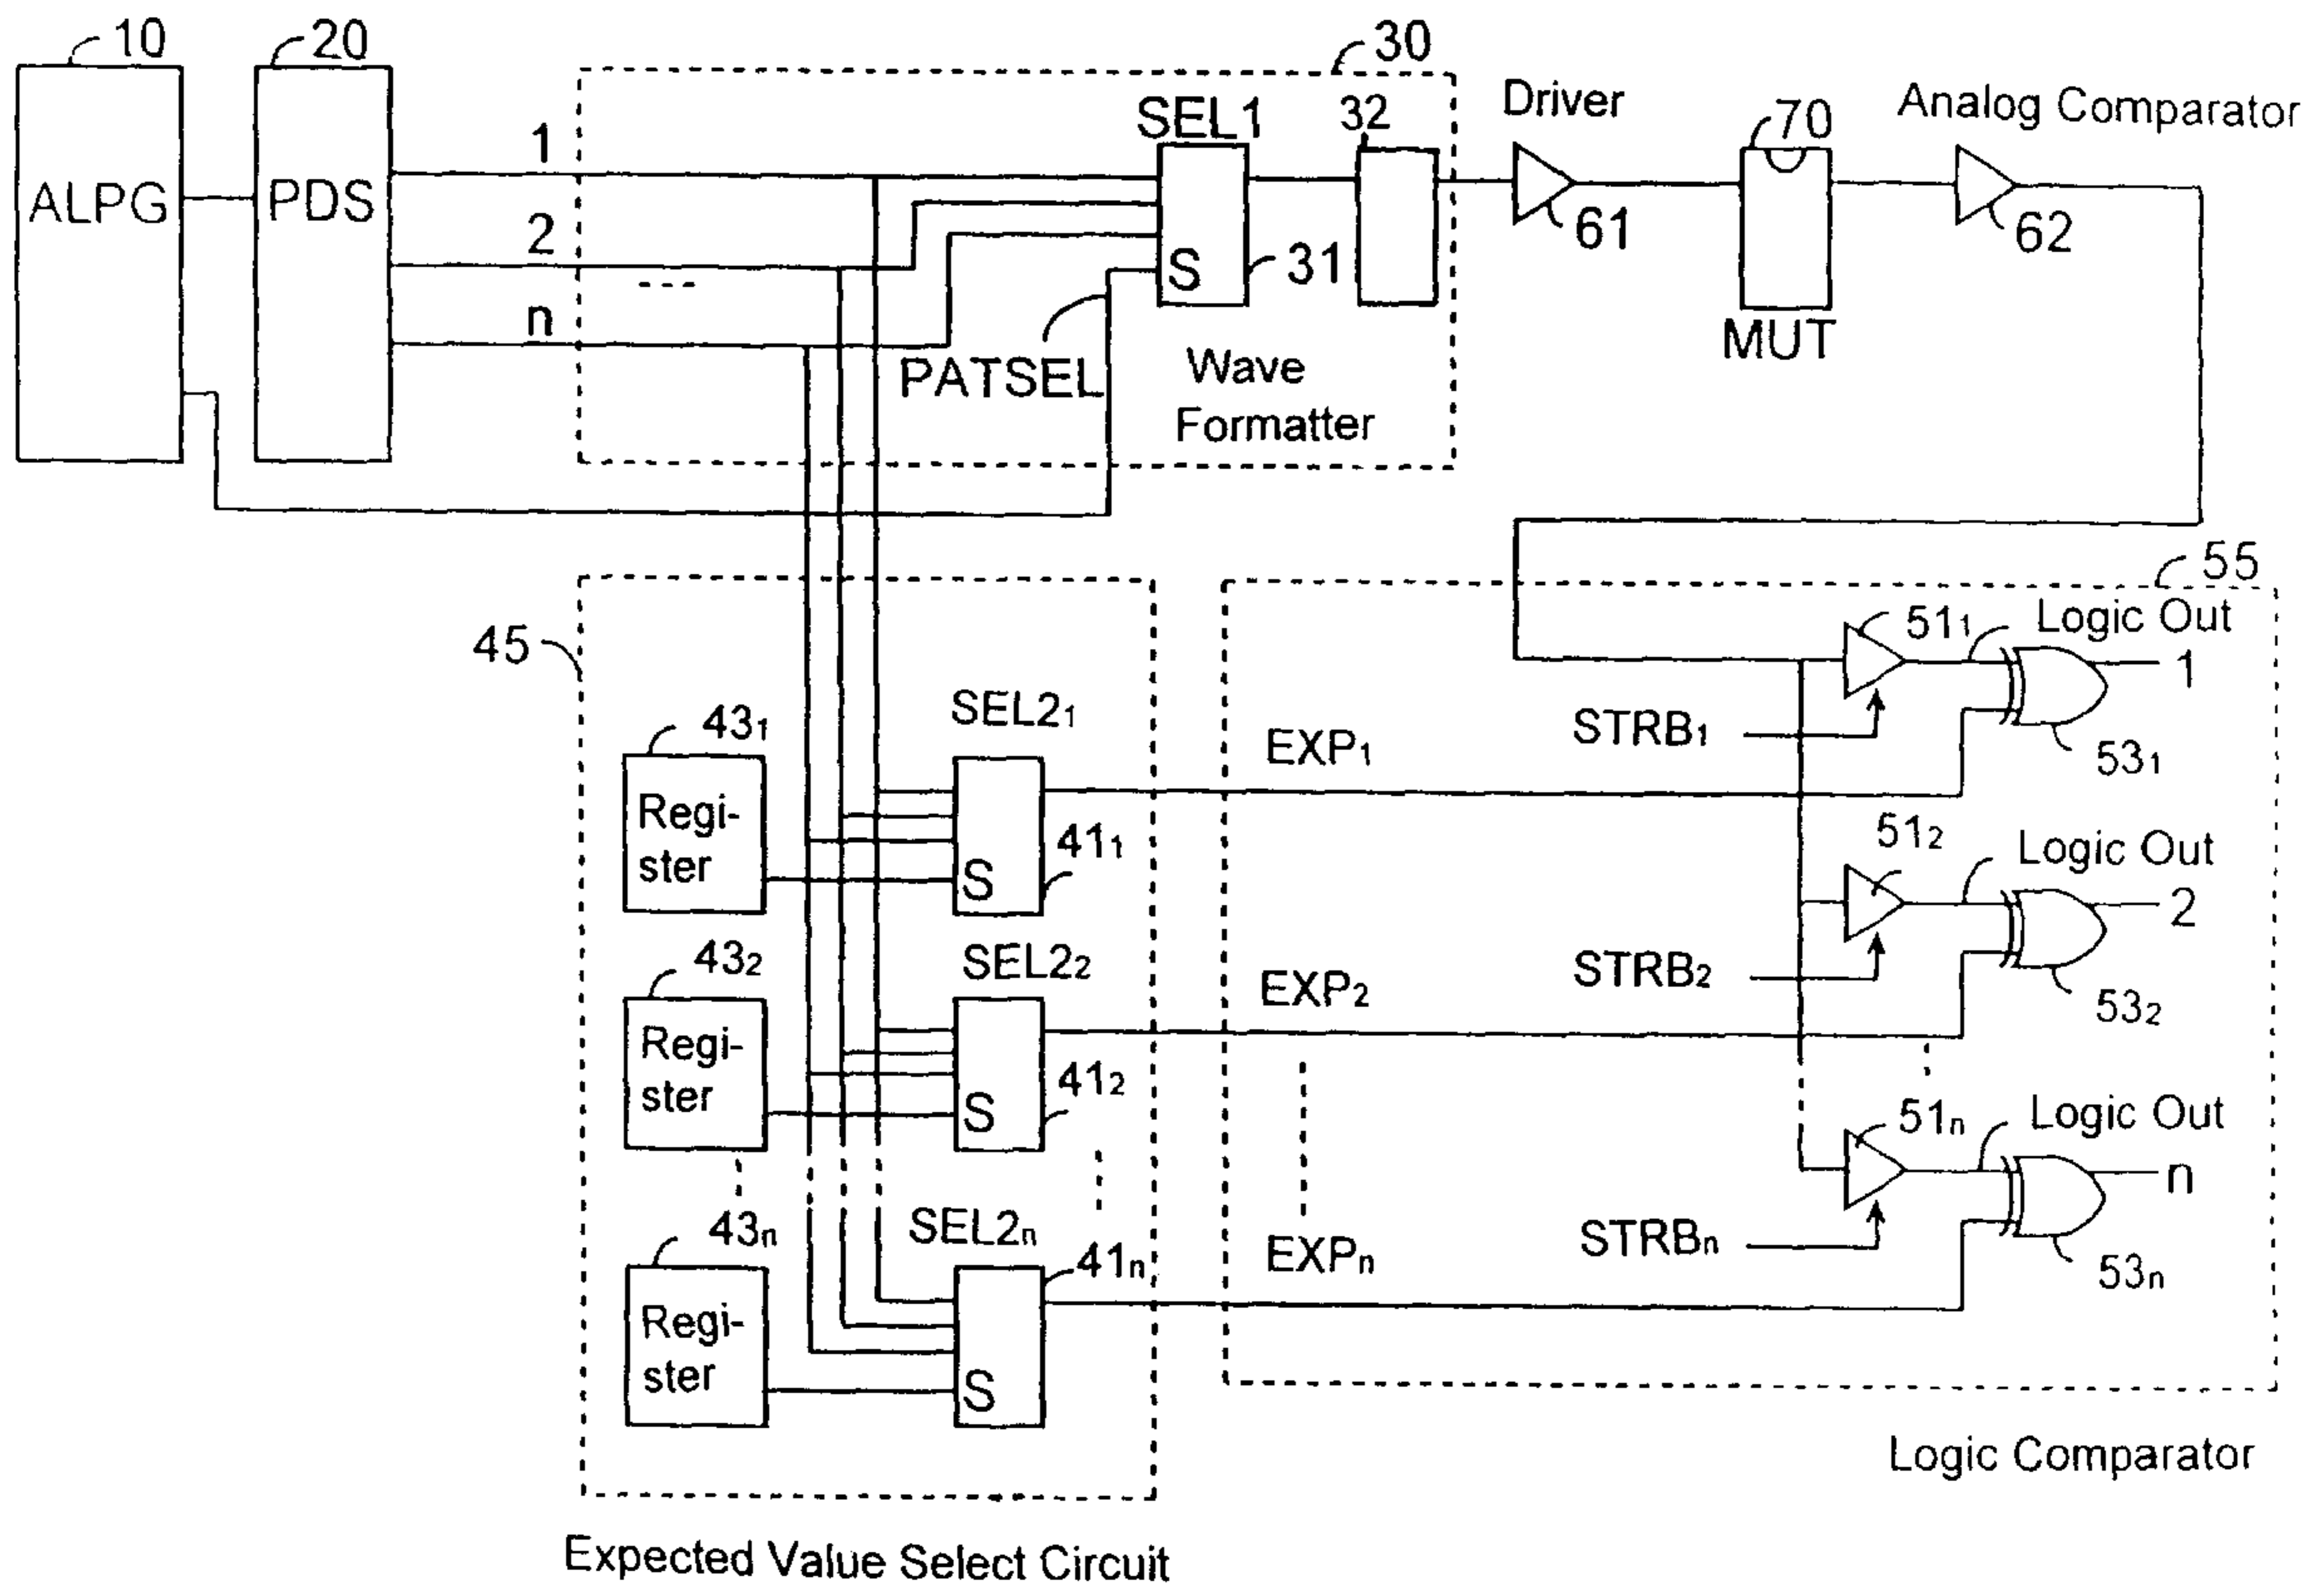 10
20
30
Driver
Analog Comparator
SEL1
32
70
1
ALPG
PDS
2
S
31
61
62
n
PATSEL
Wave
Formatter
MUT
55
45
51₁
Logic Out
1
SEL2₁
43₁
EXP₁
STRB₁
53₁
Regi-
ster
41₁
S
51₂
Logic Out
2
43₂
SEL2₂
EXP₂
STRB₂
53₂
Regi-
ster
41₂
S
51n
Logic Out
n
43n
SEL2n
41n
EXPn
STRBn
53n
Regi-
ster
S
Logic Comparator
Expected Value Select Circuit